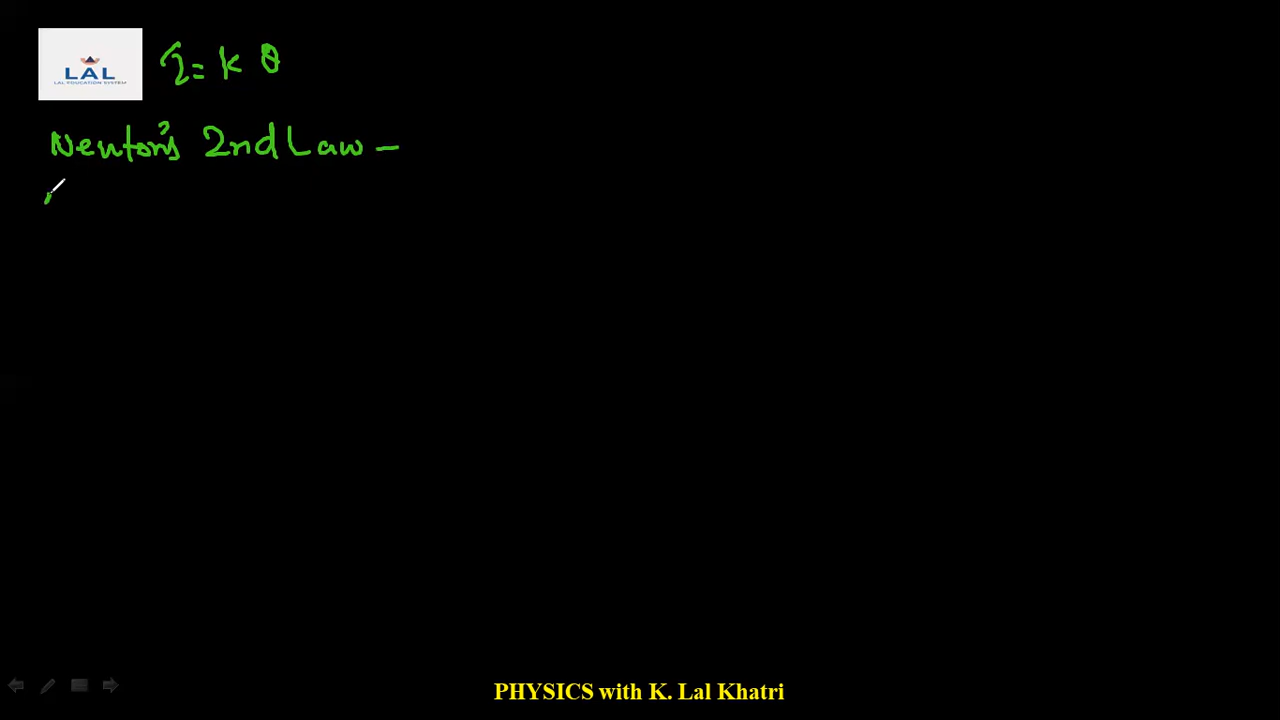 LAL
LAL EDUCATION SYSTEM
τ = k θ
Newton's 2nd Law -
PHYSICS with K. Lal Khatri